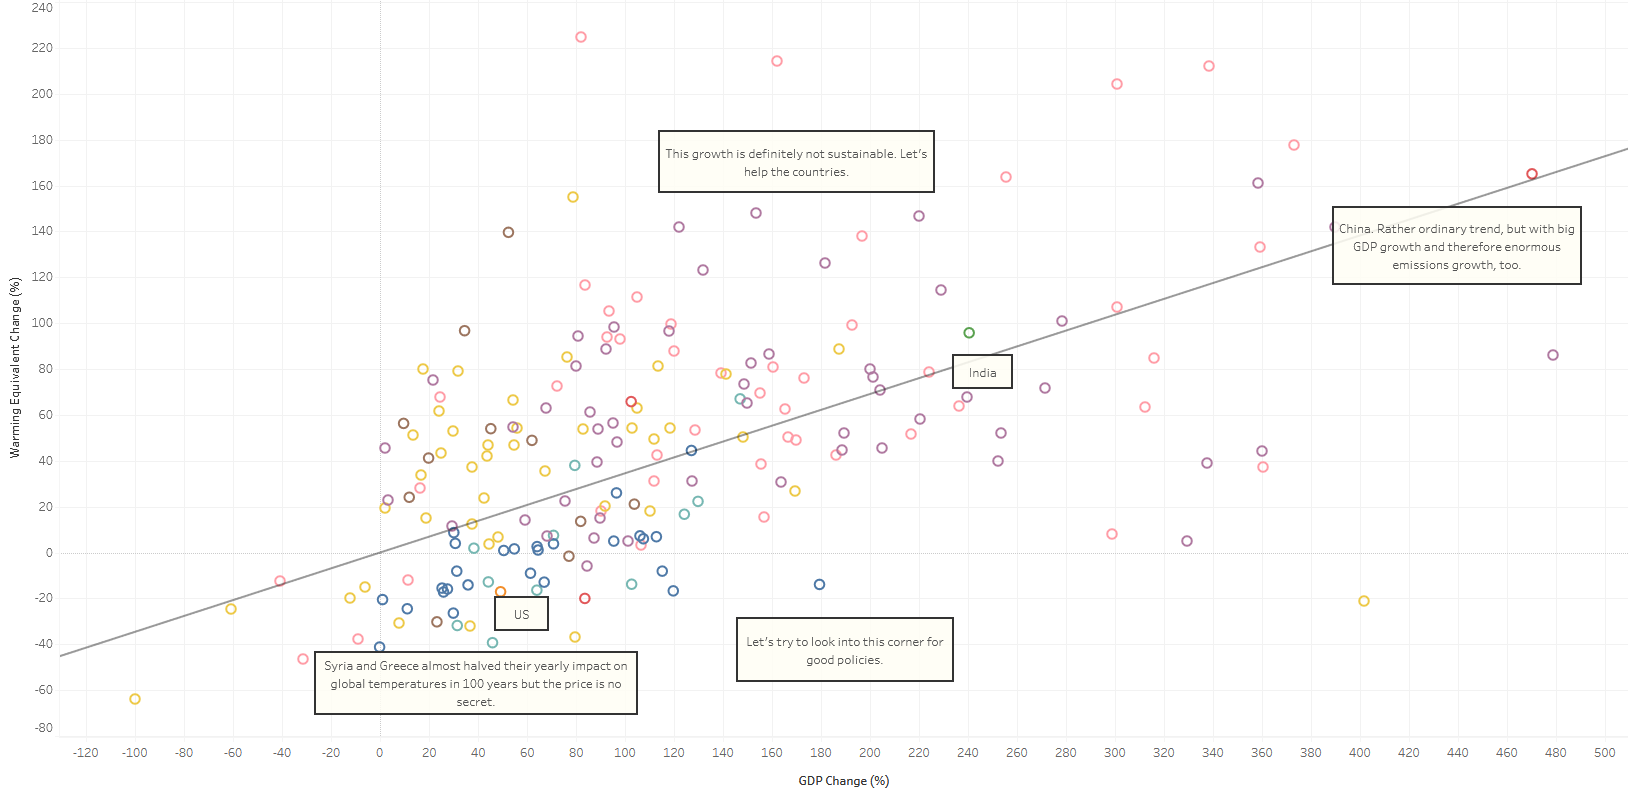 240
220
200
180
160
140
120
100
80
60
40
20
0
-20
-40
-60
-80
Warming Equivalent Change (%)
This growth is definitely not sustainable. Let's
help the countries.
China. Rather ordinary trend, but with big
GDP growth and therefore enormous
emissions growth, too.
India
US
Let's try to look into this corner for
good policies.
Syria and Greece almost halved their yearly impact on
global temperatures in 100 years but the price is no
secret.
-120 -100 -80 -60 -40 -20 0 20 40 60 80 100 120 140 160 180 200 220 240 260 280 300 320 340 360 380 400 420 440 460 480 500
GDP Change (%)